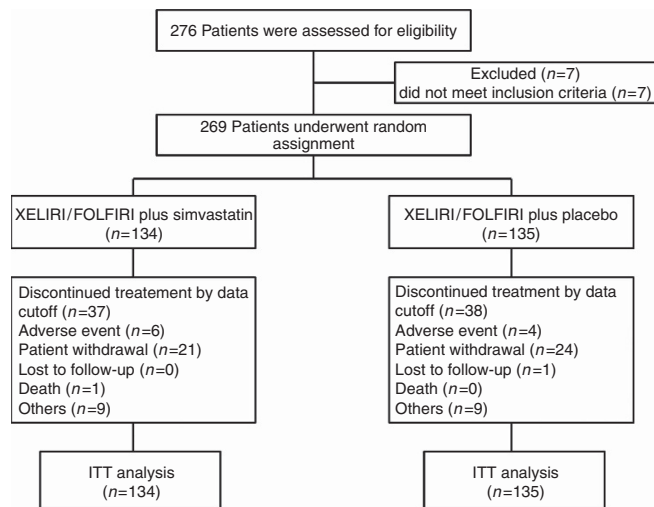 276 Patients were assessed for eligibility
Excluded (n=7)
did not meet inclusion criteria (n=7)
269 Patients underwent random
assignment
XELIRI/FOLFIRI plus simvastatin
(n=134)
XELIRI/FOLFIRI plus placebo
(n=135)
Discontinued treatement by data
cutoff (n=37)
Adverse event (n=6)
Patient withdrawal (n=21)
Lost to follow-up (n=0)
Death (n=1)
Others (n=9)
Discontinued treatment by data
cutoff (n=38)
Adverse event (n=4)
Patient withdrawal (n=24)
Lost to follow-up (n=1)
Death (n=0)
Others (n=9)
ITT analysis
(n=134)
ITT analysis
(n=135)